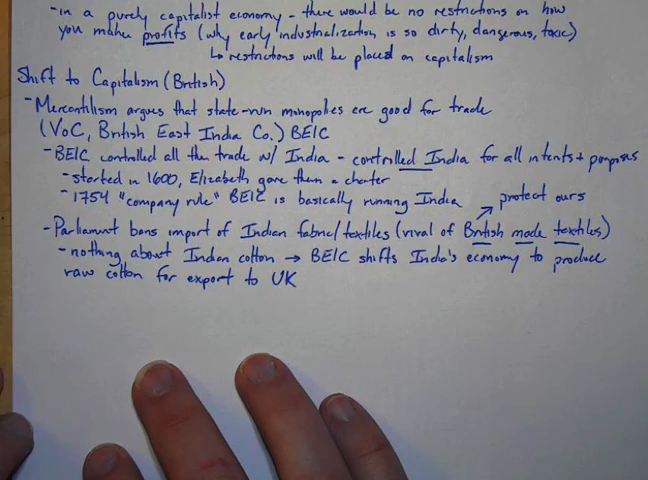 -in a purely capitalist economy - there would be no restrictions on how
you make profits (why early industrialization is so dirty, dangerous, toxic)
↳ restrictions will be placed on capitalism
Shift to Capitalism (British)
-Mercantilism argues that state-run monopolies are good for trade
(VoC, British East India Co.) BEIC
-BEIC controlled all the trade w/ India - controlled India for all intents + purposes
-started in 1600, Elizabeth gave them a charter
-1754 "company rule" BEIC is basically running India
protect ours
-Parliament bans import of Indian fabric/textiles (rival of British made textiles)
-nothing about Indian cotton → BEIC shifts India's economy to produce
raw cotton for export to UK